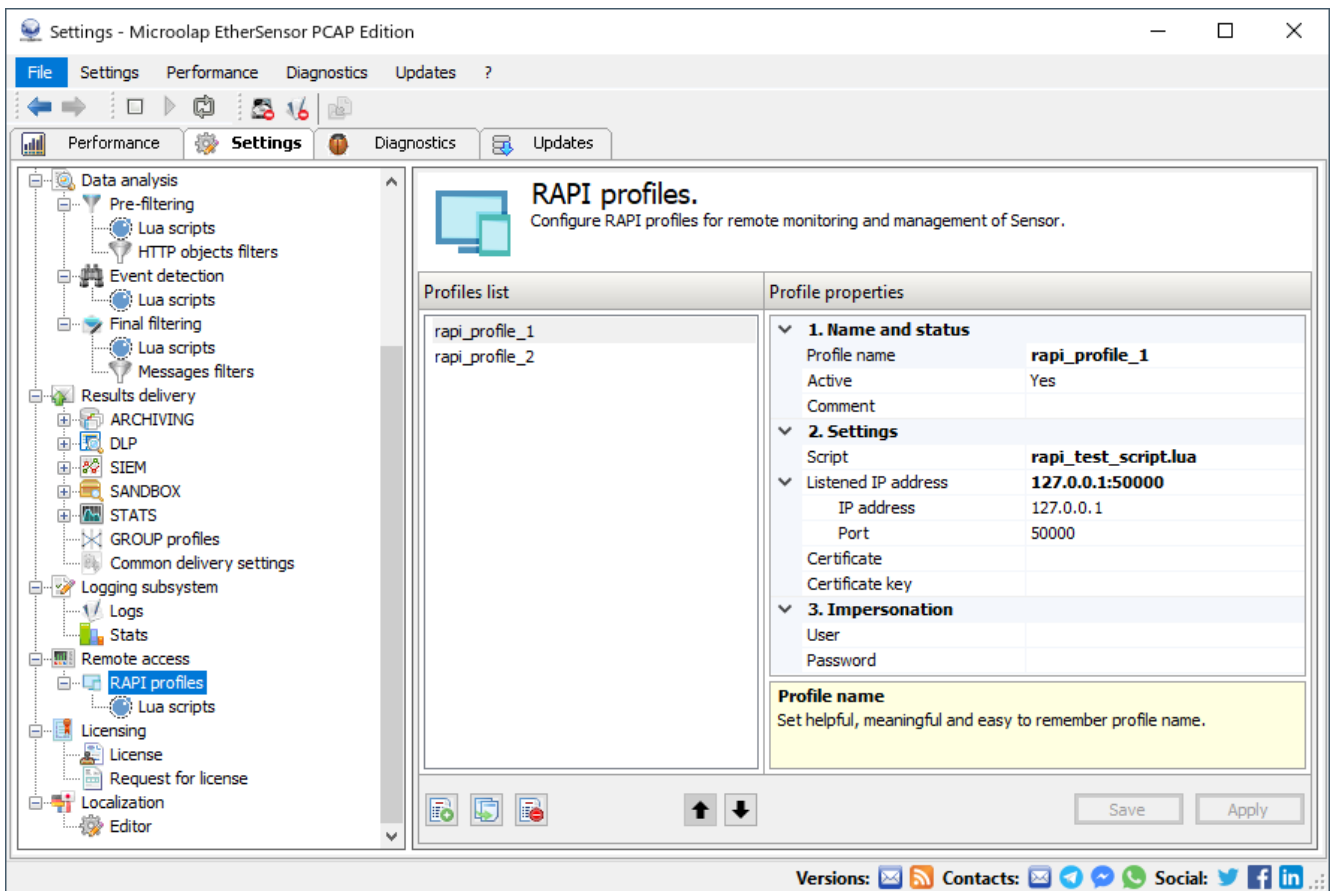 Settings - Microolap EtherSensor PCAP Edition
File Settings Performance Diagnostics Updates ?
Performance Settings Diagnostics Updates
Data analysis
Pre-filtering
Lua scripts
HTTP objects filters
Event detection
Lua scripts
Final filtering
Lua scripts
Messages filters
Results delivery
ARCHIVING
DLP
SIEM
SANDBOX
STATS
GROUP profiles
Common delivery settings
Logging subsystem
Logs
Stats
Remote access
RAPI profiles
Lua scripts
Licensing
License
Request for license
Localization
Editor
RAPI profiles.
Configure RAPI profiles for remote monitoring and management of Sensor.
Profiles list
rapi_profile_1
rapi_profile_2
Profile properties
1. Name and status
Profile name rapi_profile_1
Active Yes
Comment
2. Settings
Script rapi_test_script.lua
Listened IP address 127.0.0.1:50000
IP address 127.0.0.1
Port 50000
Certificate
Certificate key
3. Impersonation
User
Password
Profile name
Set helpful, meaningful and easy to remember profile name.
Save Apply
Versions: Contacts: Social: